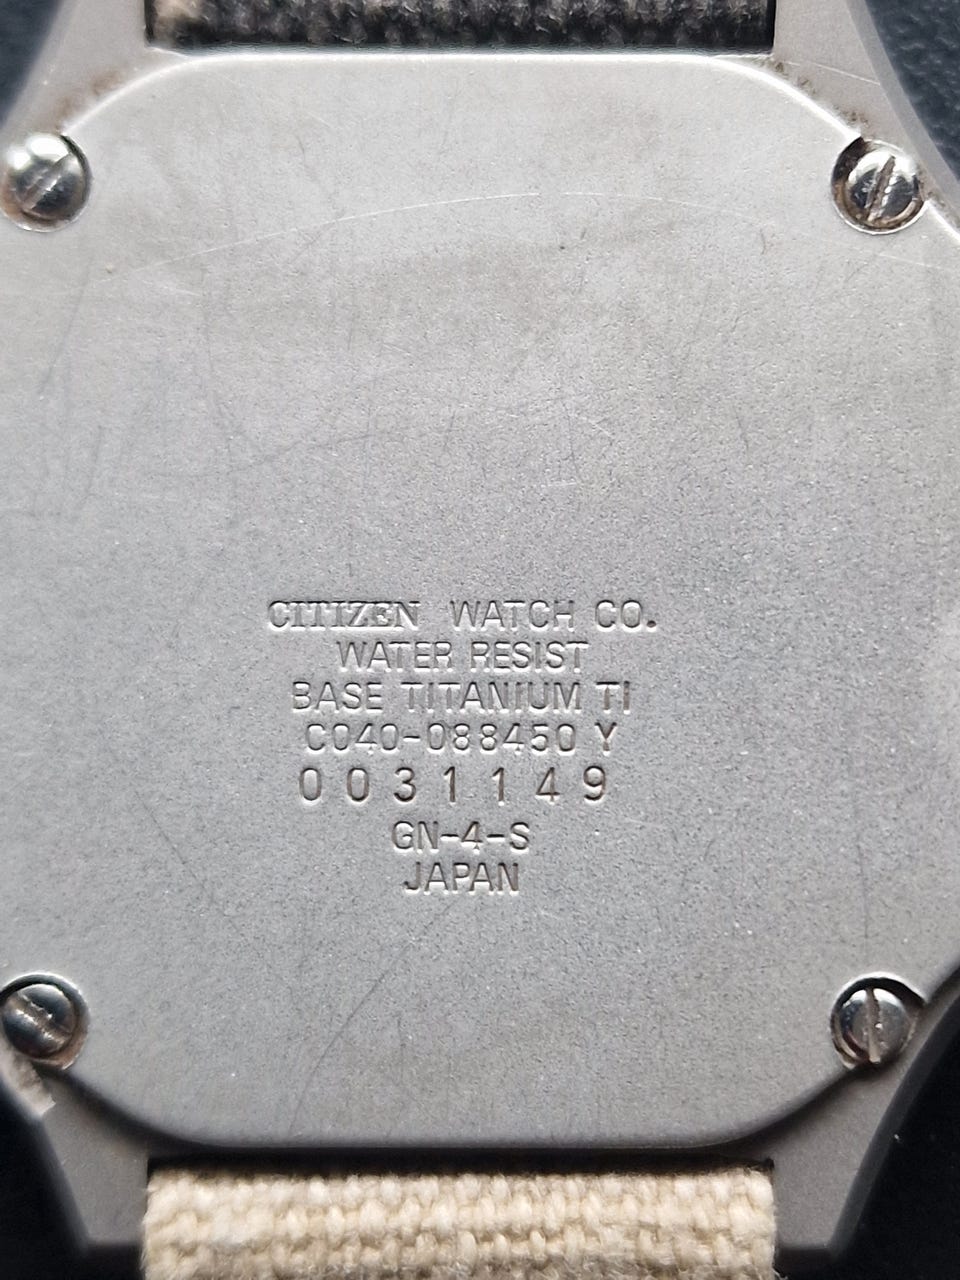 CITIZEN WATCH CO.
WATER RESIST
BASE TITANIUM TI
C040-088450 Y
0031149
GN-4-S
JAPAN